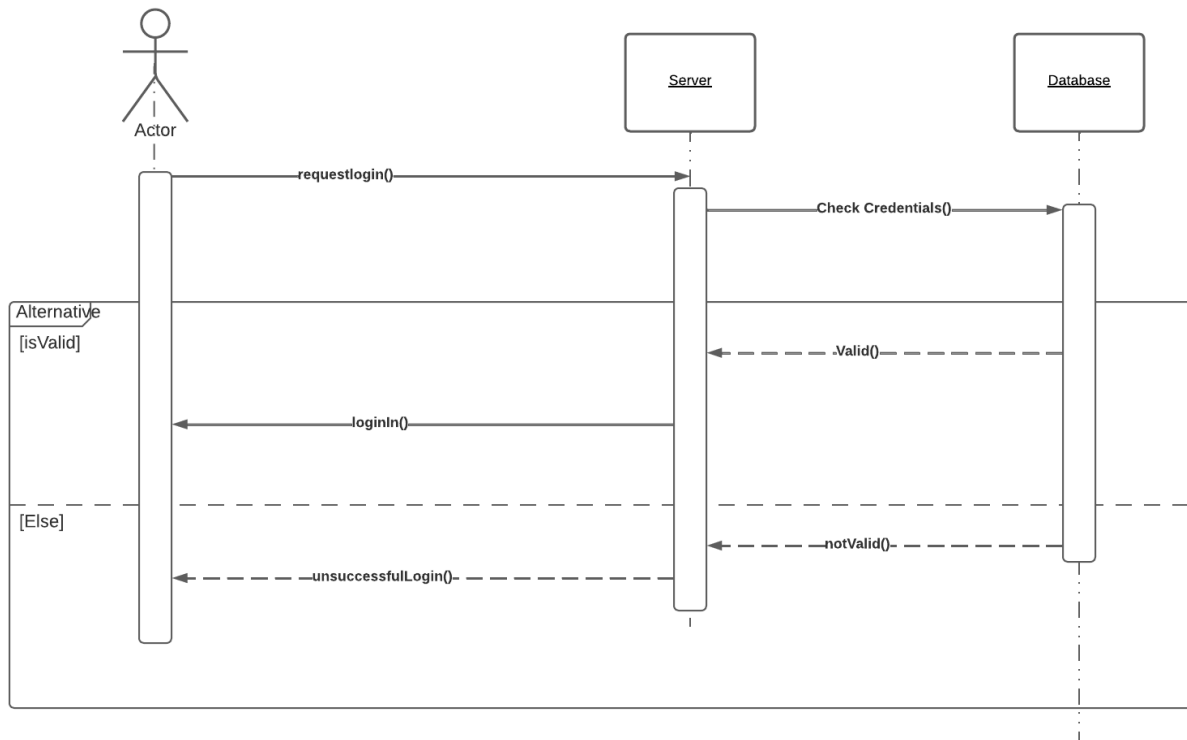 Server
Database
Actor
requestlogin()
Check Credentials()
Alternative
[isValid]
Valid()
loginIn()
[Else]
notValid()
unsuccessfulLogin()